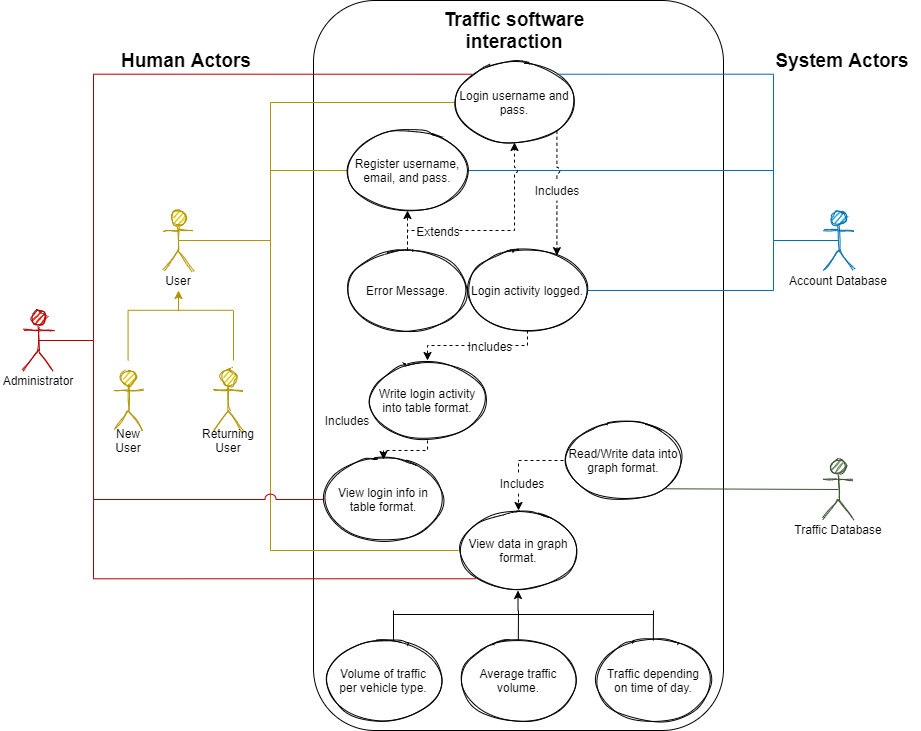 Traffic software
interaction
Human Actors
System Actors
Login username and
pass.
Register username,
email, and pass.
Includes
Extends
User
Account Database
Error Message.
Login activity logged.
Includes
Administrator
Write login activity
into table format.
New
User
Returning
User
Includes
Read/Write data into
graph format.
View login info in
table format.
Includes
Traffic Database
View data in graph
format.
Volume of traffic
per vehicle type.
Average traffic
volume.
Traffic depending
on time of day.